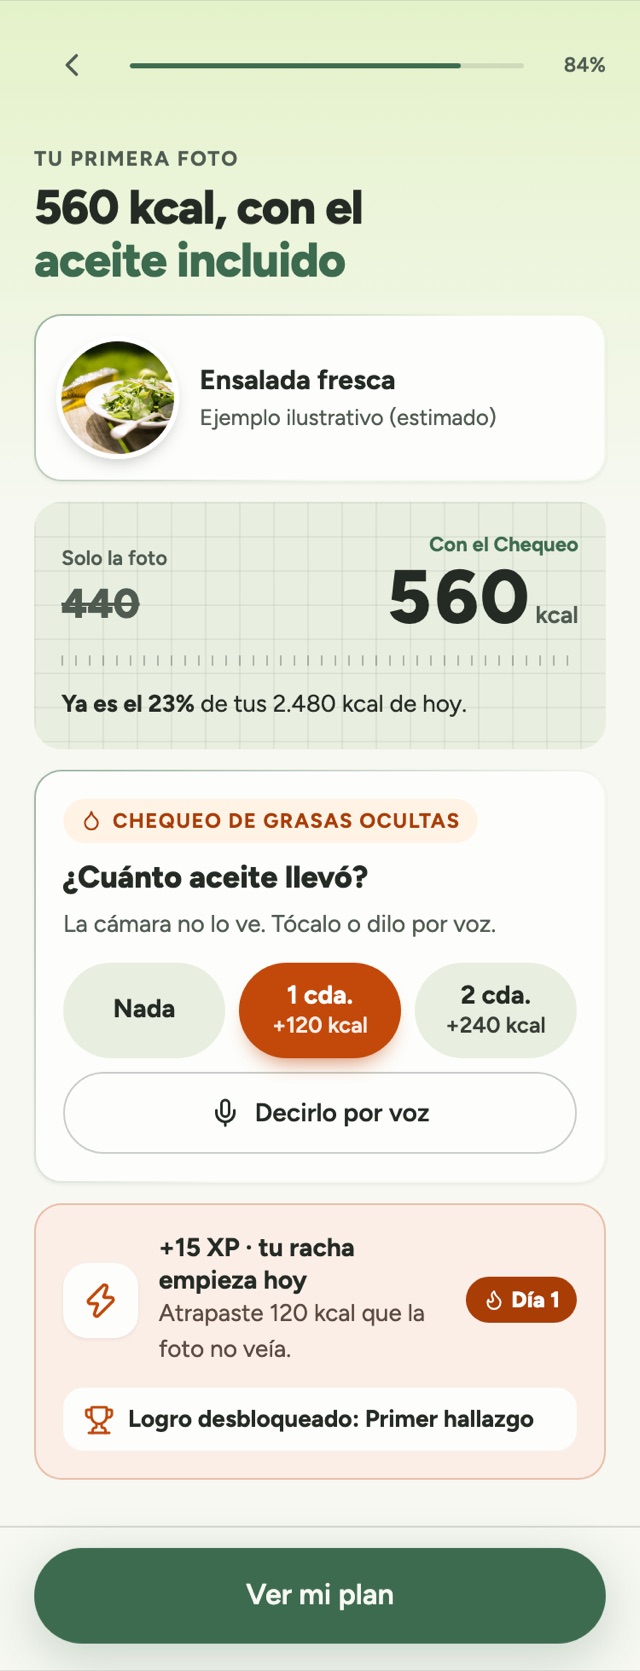 84%
TU PRIMERA FOTO
560 kcal, con el
aceite incluido
Ensalada fresca
Ejemplo ilustrativo (estimado)
Solo la foto
440
Con el Chequeo
560 kcal
Ya es el 23% de tus 2.480 kcal de hoy.
CHEQUEO DE GRASAS OCULTAS
¿Cuánto aceite llevó?
La cámara no lo ve. Tócalo o dilo por voz.
Nada
1 cda.
+120 kcal
2 cda.
+240 kcal
Decirlo por voz
+15 XP · tu racha
empieza hoy
Atrapaste 120 kcal que la
foto no veía.
Día 1
Logro desbloqueado: Primer hallazgo
Ver mi plan